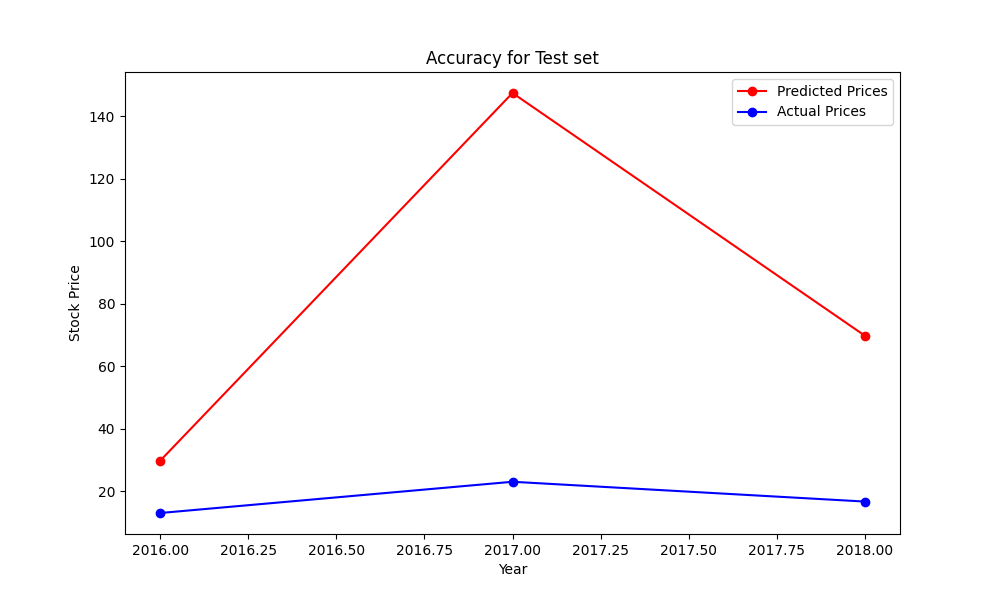 Accuracy for Test set
Predicted Prices
Actual Prices
Stock Price
140
120
100
80
60
40
20
2016.00 2016.25 2016.50 2016.75 2017.00 2017.25 2017.50 2017.75 2018.00
Year